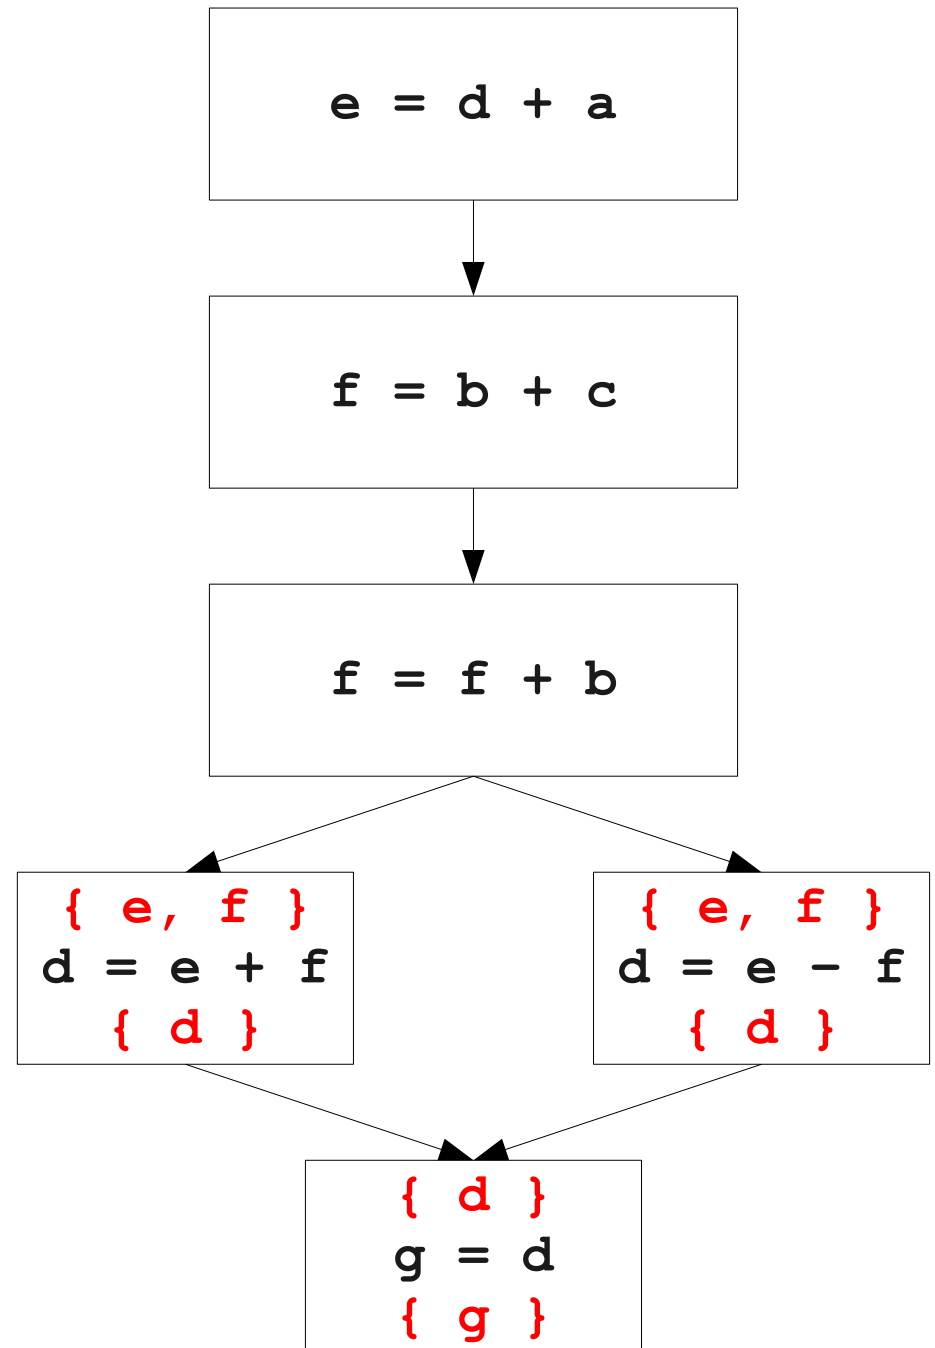 e = d + a
f = b + c
f = f + b
{ e, f }
d = e + f
{ d }
{ e, f }
d = e - f
{ d }
{ d }
g = d
{ g }